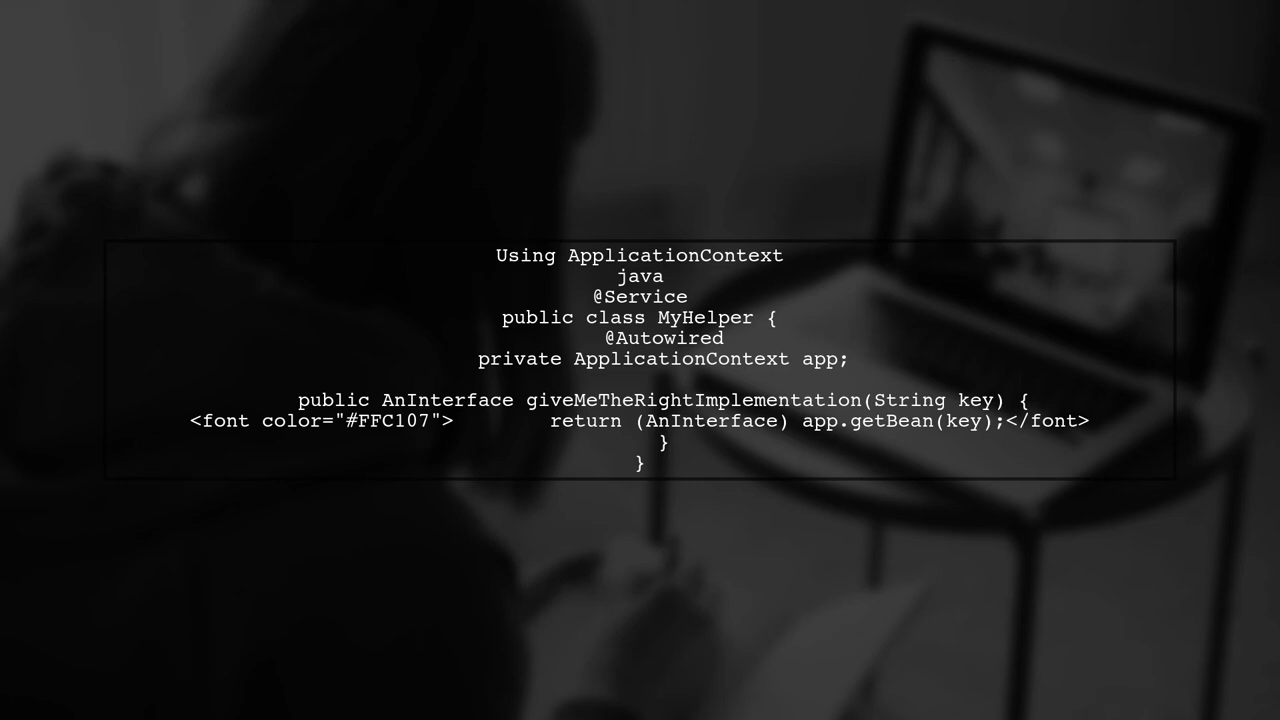 Using ApplicationContext
java
@Service
public class MyHelper {
@Autowired
private ApplicationContext app;
public AnInterface giveMeTheRightImplementation(String key) {
<font color="#FFC107">        return (AnInterface) app.getBean(key);</font>
}
}